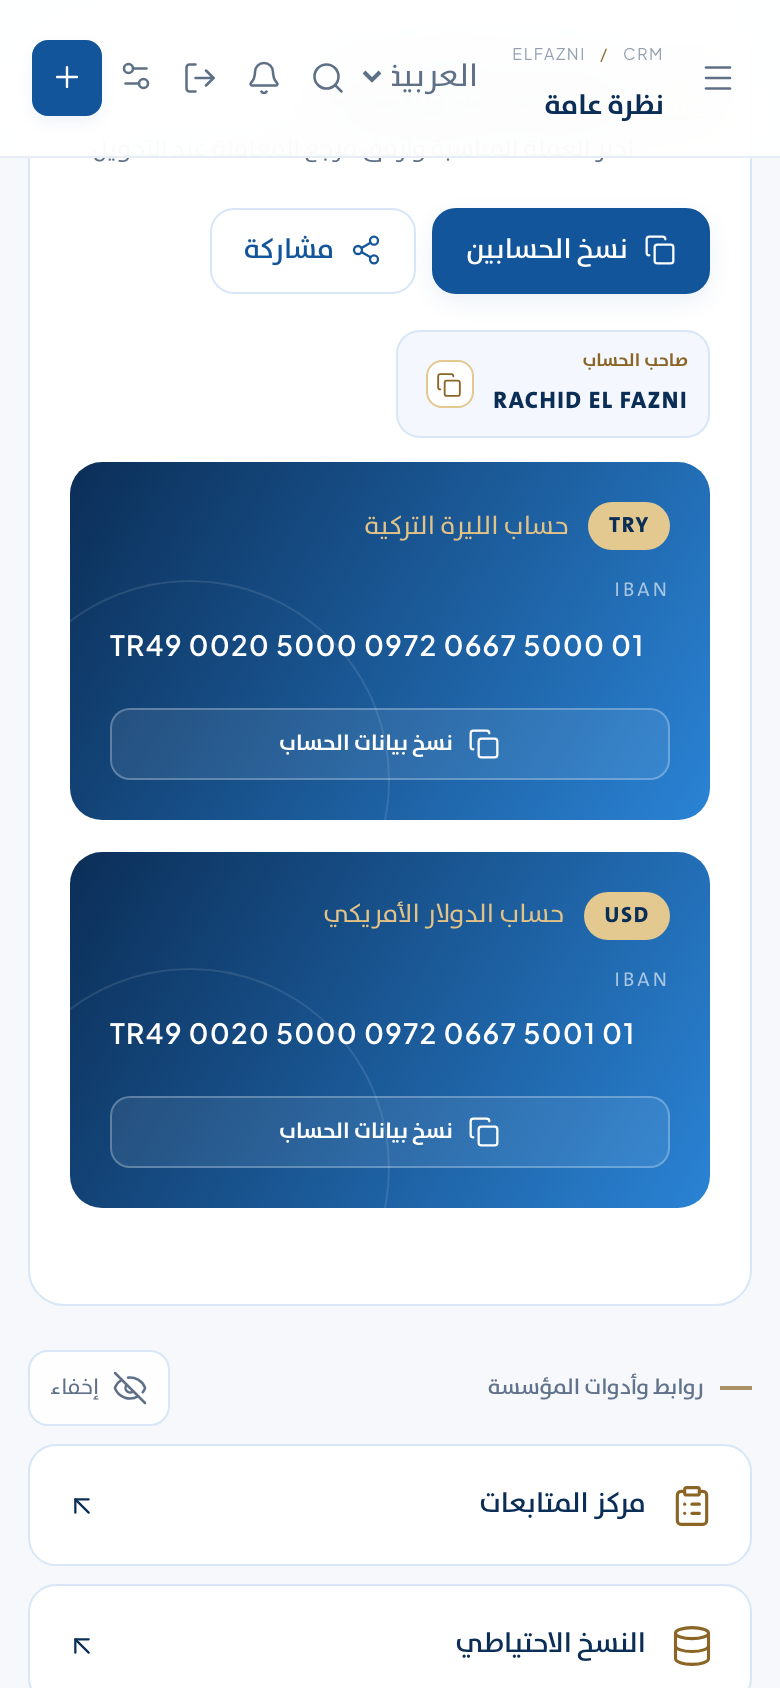 ELFAZNI / CRM
نظرة عامة
العربية
نسخ الحسابين
مشاركة
صاحب الحساب
RACHID EL FAZNI
TRY
حساب الليرة التركية
IBAN
TR49 0020 5000 0972 0667 5000 01
نسخ بيانات الحساب
USD
حساب الدولار الأمريكي
IBAN
TR49 0020 5000 0972 0667 5001 01
نسخ بيانات الحساب
روابط وأدوات المؤسسة
إخفاء
مركز المتابعات
النسخ الاحتياطي